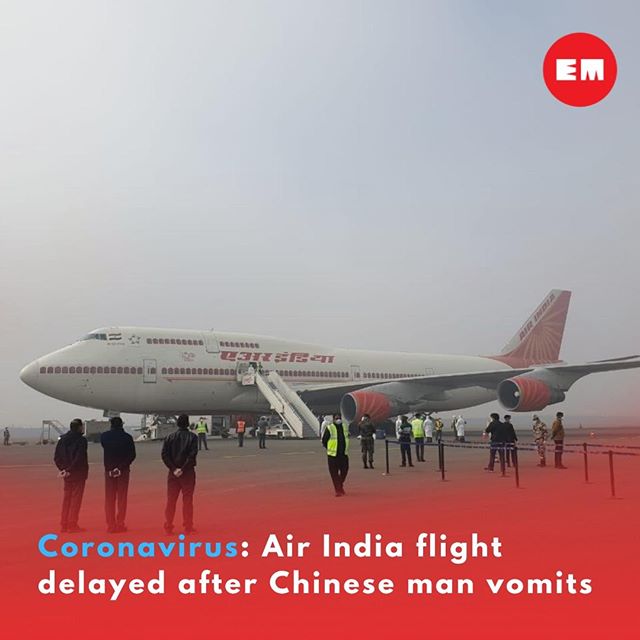 EM
एअर इंडिया
AIR INDIA
Coronavirus: Air India flight
delayed after Chinese man vomits